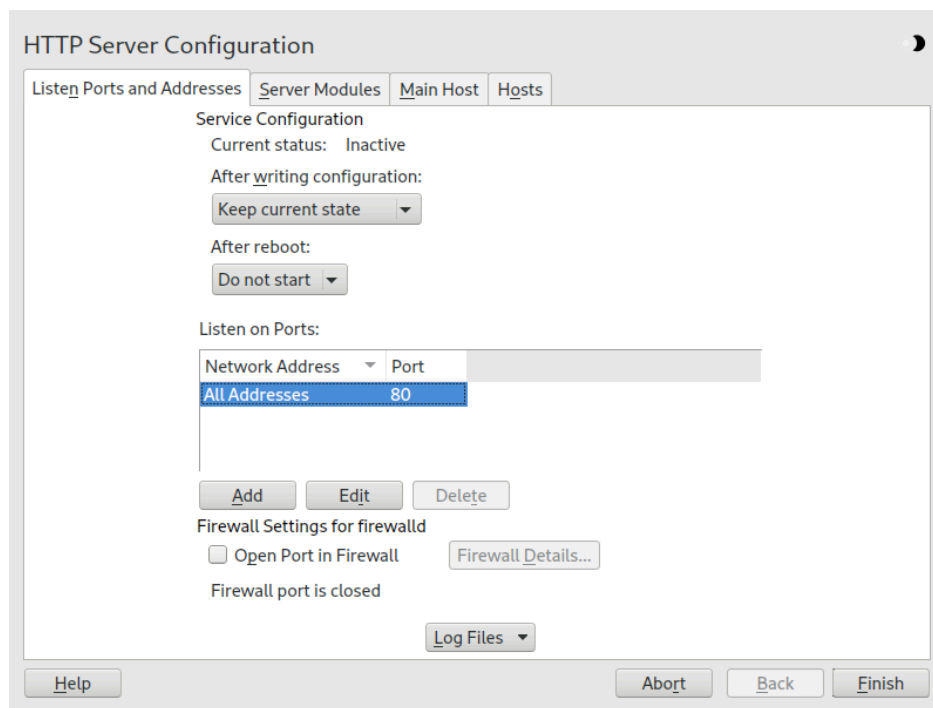 HTTP Server Configuration
Listen Ports and Addresses Server Modules Main Host Hosts
Service Configuration
Current status: Inactive
After writing configuration:
Keep current state
After reboot:
Do not start
Listen on Ports:
Network Address Port
All Addresses 80
Add Edit Delete
Firewall Settings for firewalld
Open Port in Firewall Firewall Details...
Firewall port is closed
Log Files
Help Abort Back Finish